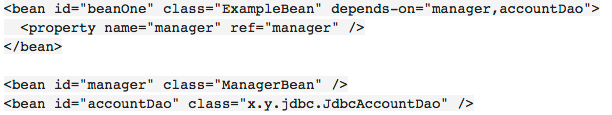 <bean id="beanOne" class="ExampleBean" depends-on="manager,accountDao">
<property name="manager" ref="manager" />
</bean>
<bean id="manager" class="ManagerBean" />
<bean id="accountDao" class="x.y.jdbc.JdbcAccountDao" />